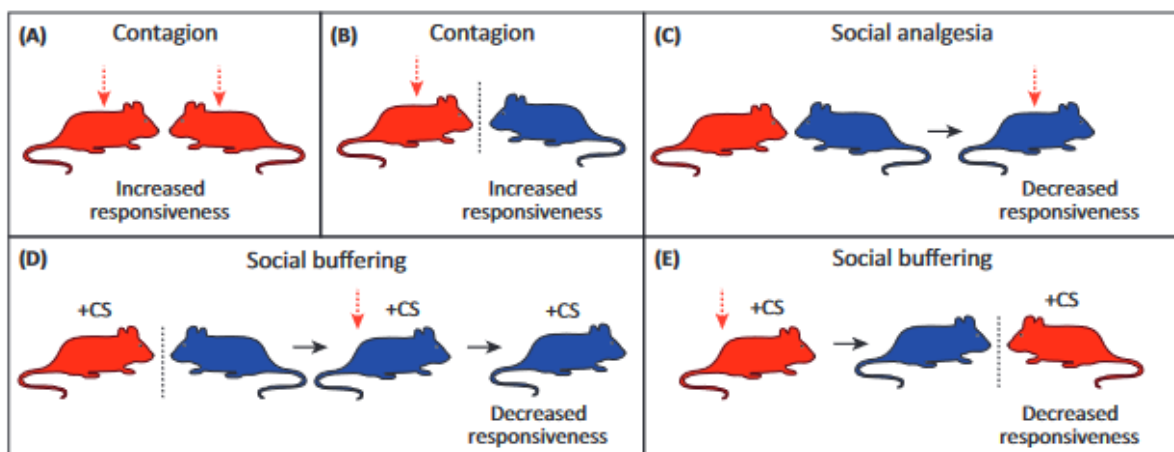 (A) Contagion
Increased
responsiveness
(B) Contagion
Increased
responsiveness
(C) Social analgesia
Decreased
responsiveness
(D) Social buffering
+CS +CS +CS
Decreased
responsiveness
(E) Social buffering
+CS +CS
Decreased
responsiveness